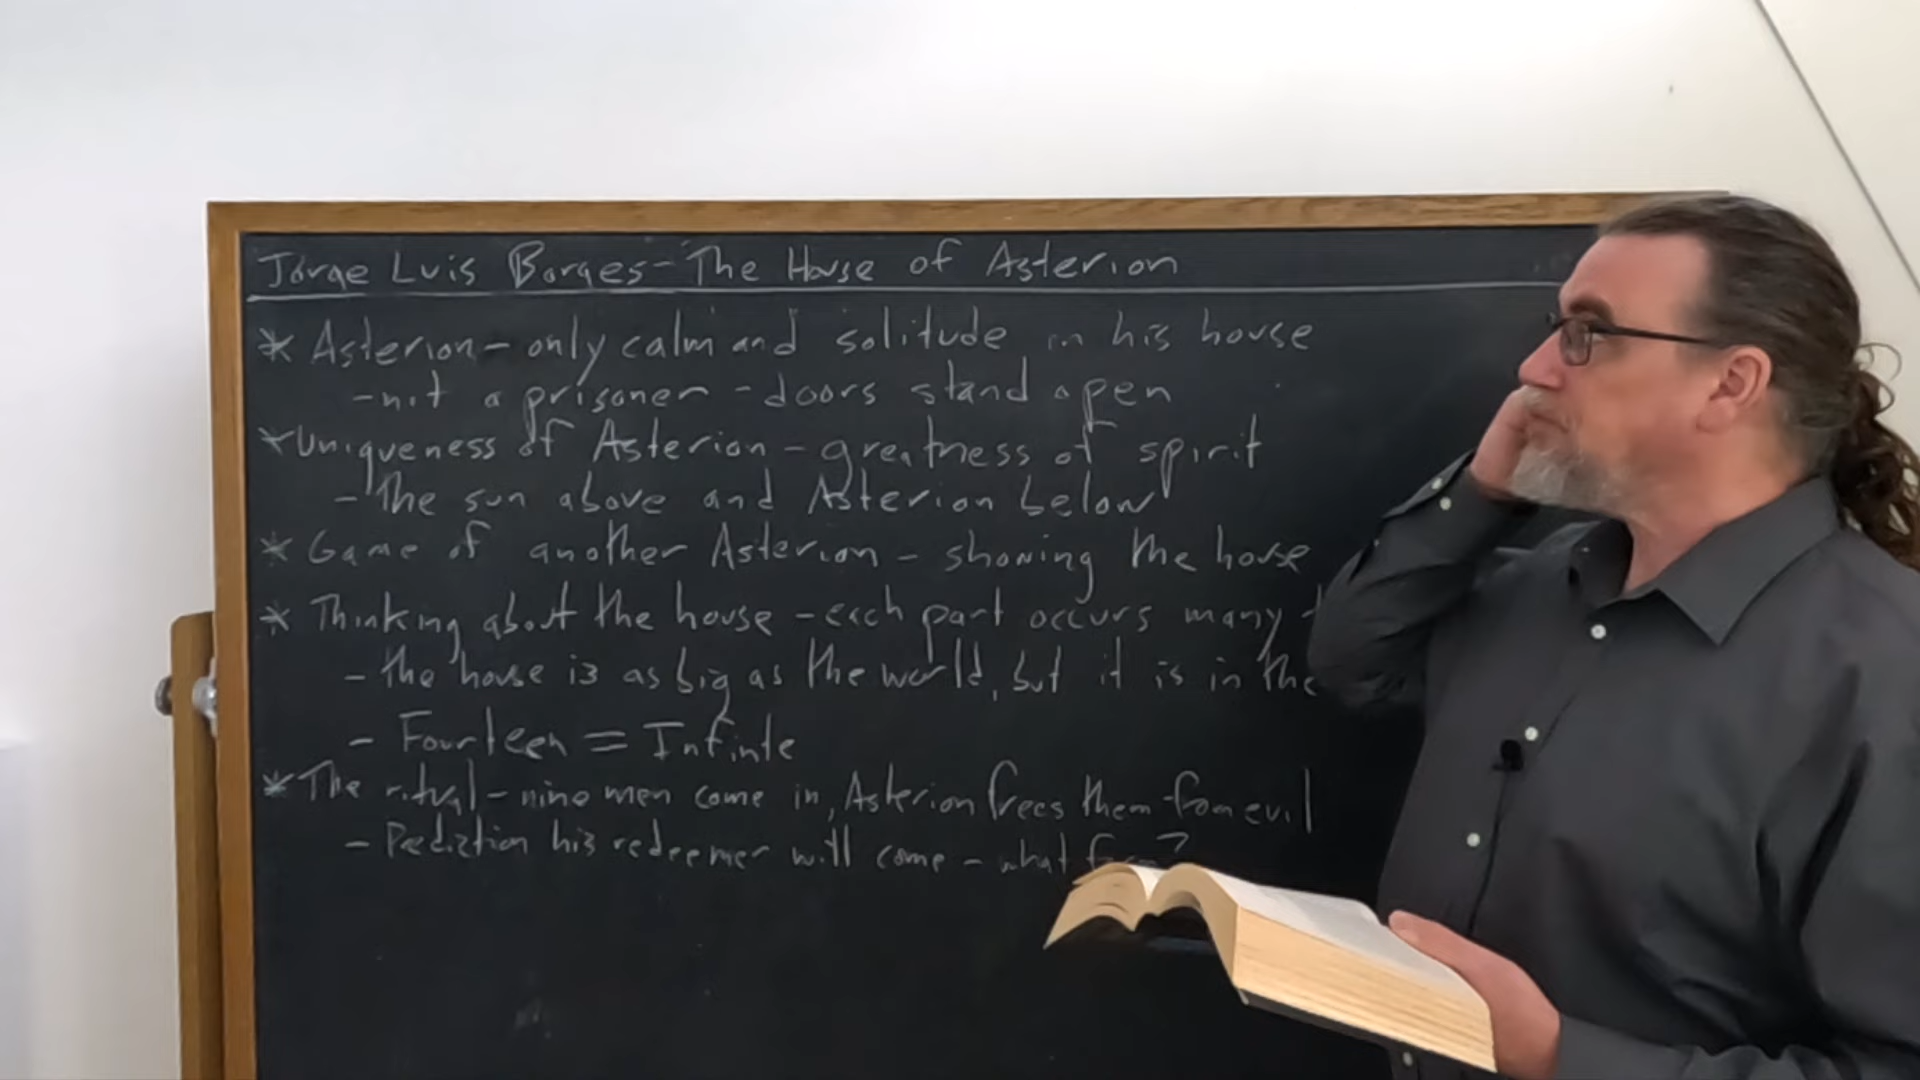 Jorge Luis Borges - The House of Asterion
* Asterion - only calm and solitude in his house
- not a prisoner - doors stand open
* Uniqueness of Asterion - greatness of spirit
- The sun above and Asterion below
* Game of another Asterion - showing the house
* Thinking about the house - each part occurs many
- the house is as big as the world, but it is in the
- Fourteen = Infinite
* The ritual - nine men come in, Asterion frees them from evil
- Prediction his redeemer will come - what form?